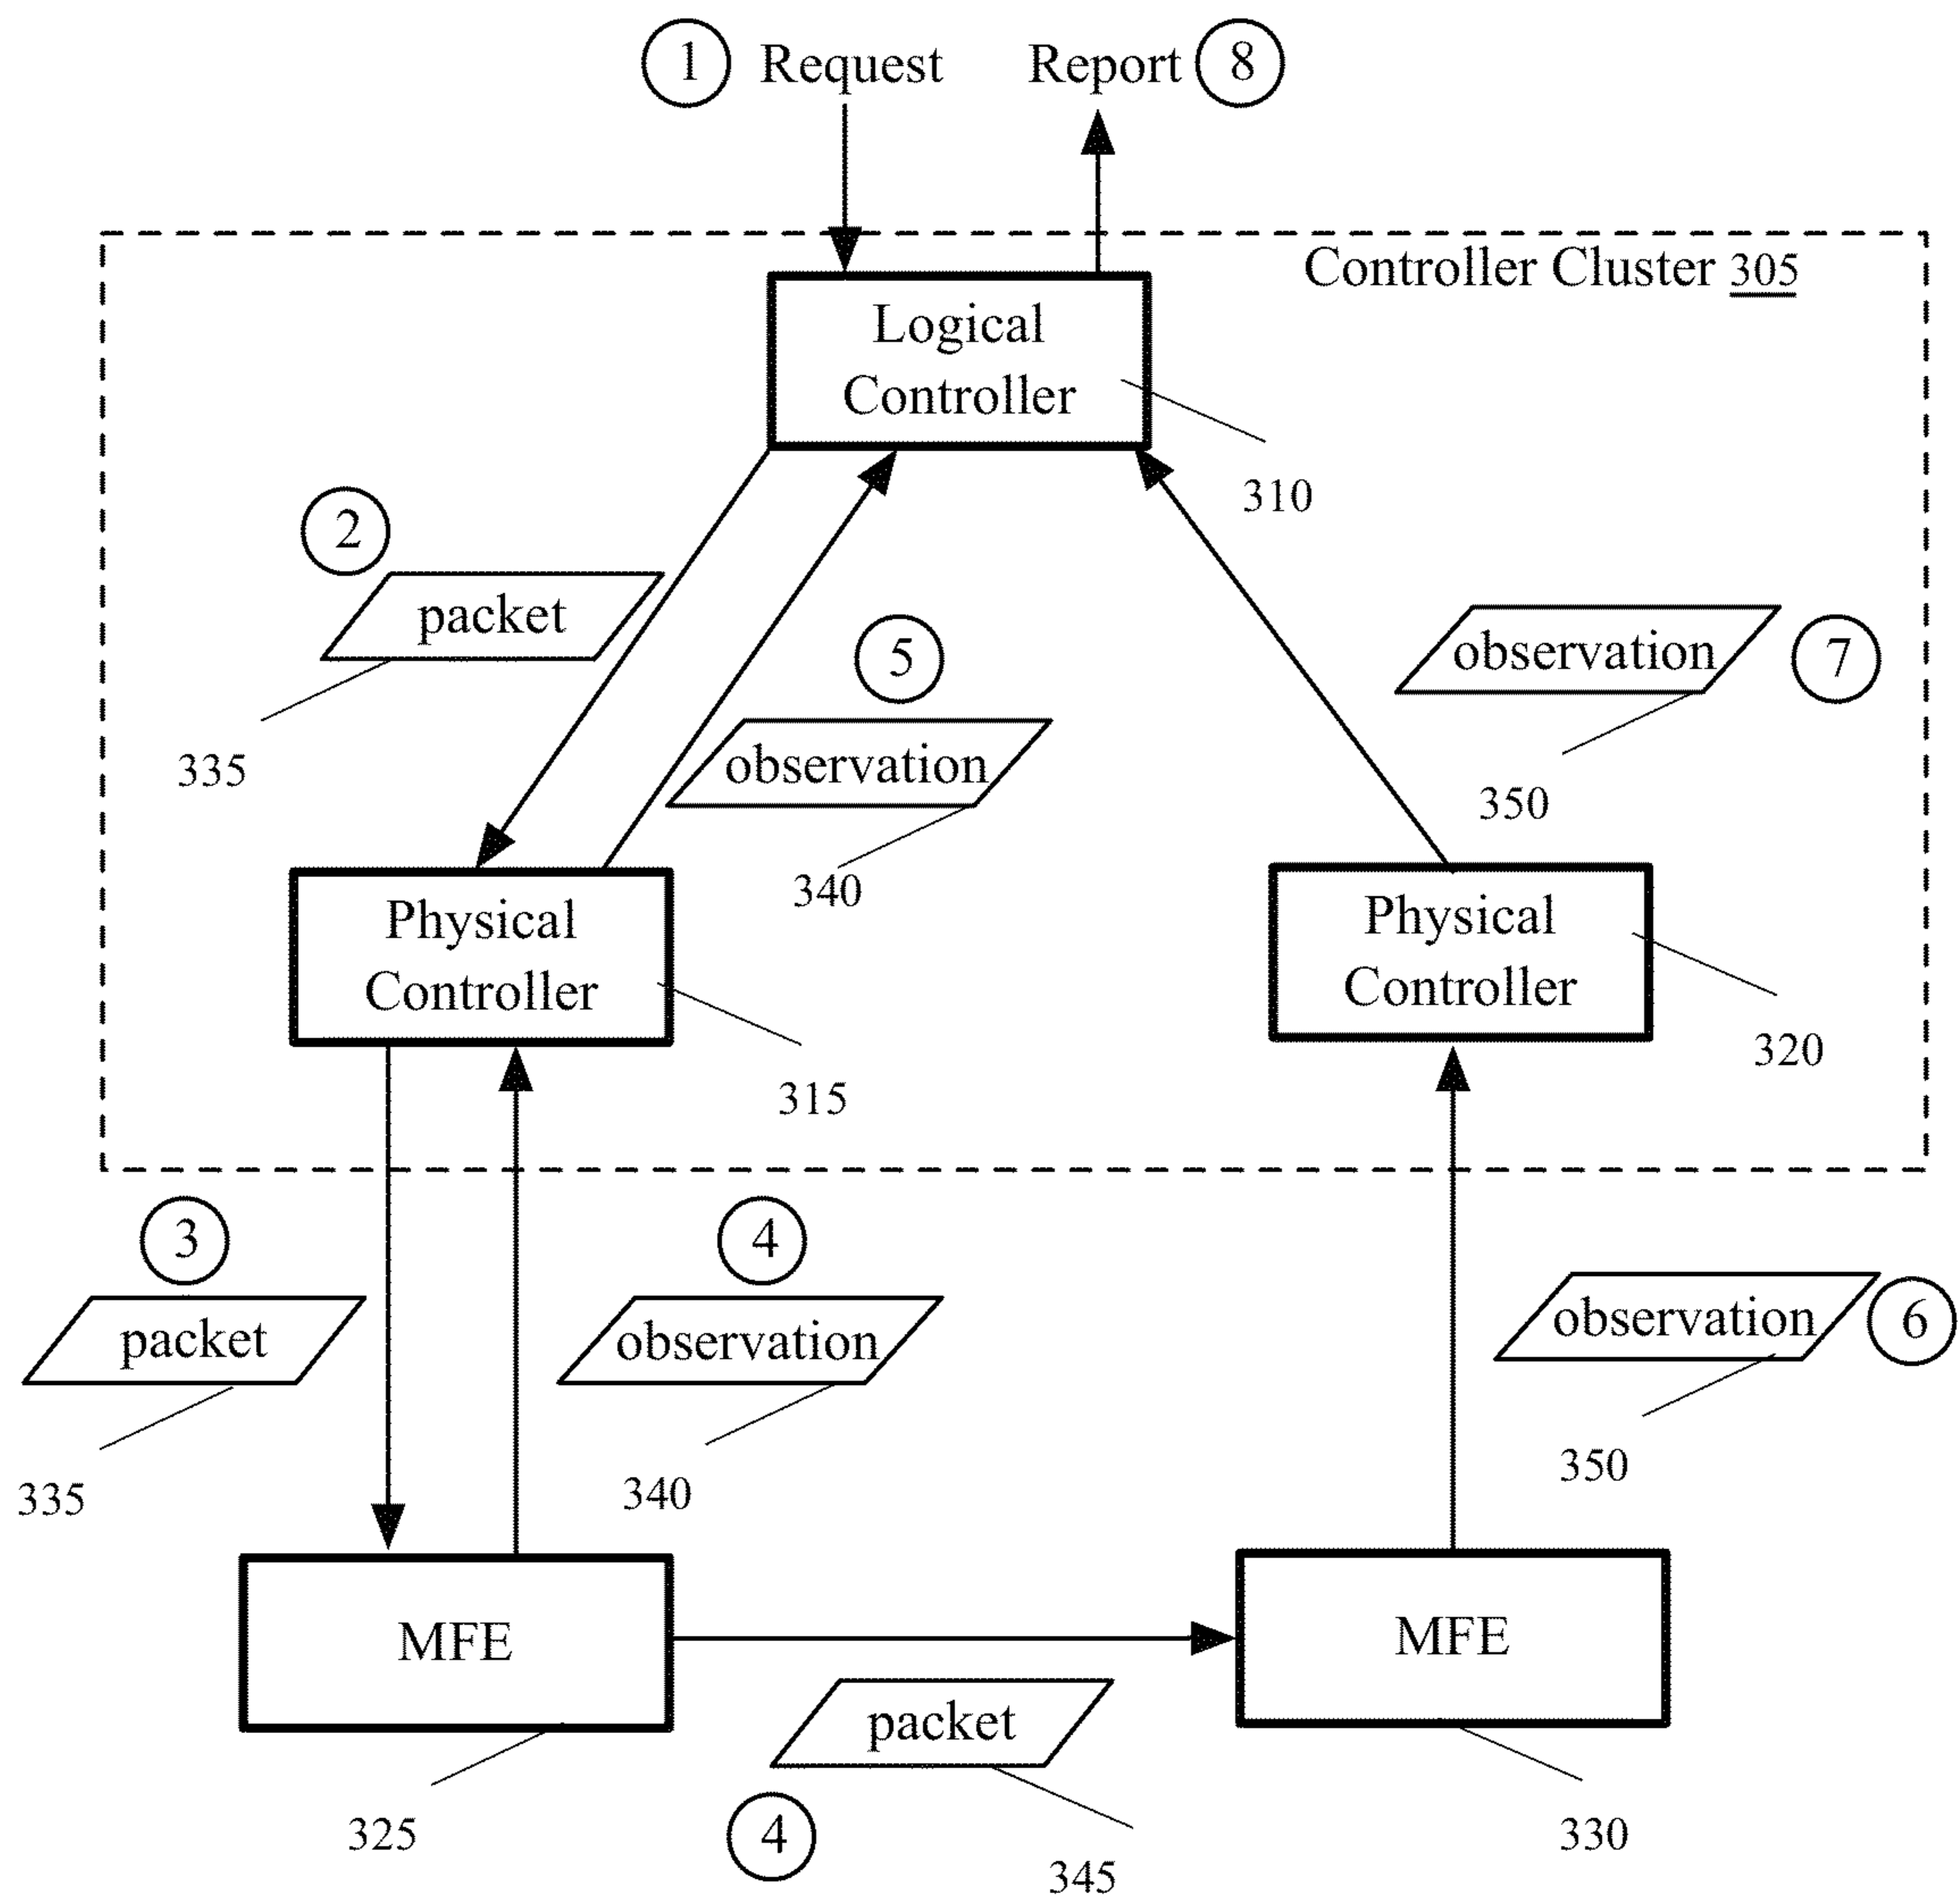 1 Request Report 8
Controller Cluster 305
Logical
Controller
310
2
packet
335
5
observation
340
observation 7
350
Physical
Controller
315
Physical
Controller
320
3
packet
335
4
observation
340
observation 6
350
MFE
325
MFE
330
packet
4
345